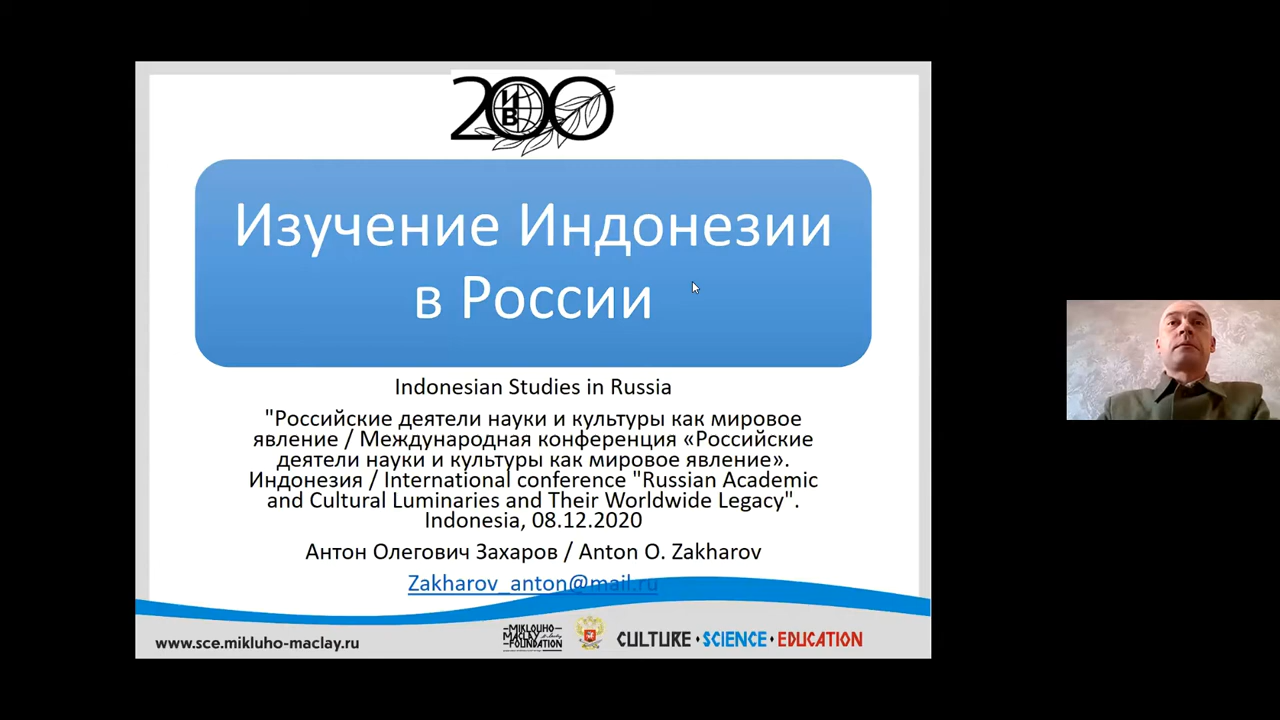 200
ИВ
Изучение Индонезии
в России
Indonesian Studies in Russia
"Российские деятели науки и культуры как мировое
явление / Международная конференция «Российские
деятели науки и культуры как мировое явление».
Индонезия / International conference "Russian Academic
and Cultural Luminaries and Their Worldwide Legacy".
Indonesia, 08.12.2020
Антон Олегович Захаров / Anton O. Zakharov
Zakharov_anton@mail.ru
www.sce.mikluho-maclay.ru
–MIKLOUHO–
MACLAY
–FOUNDATION
CULTURE · SCIENCE · EDUCATION